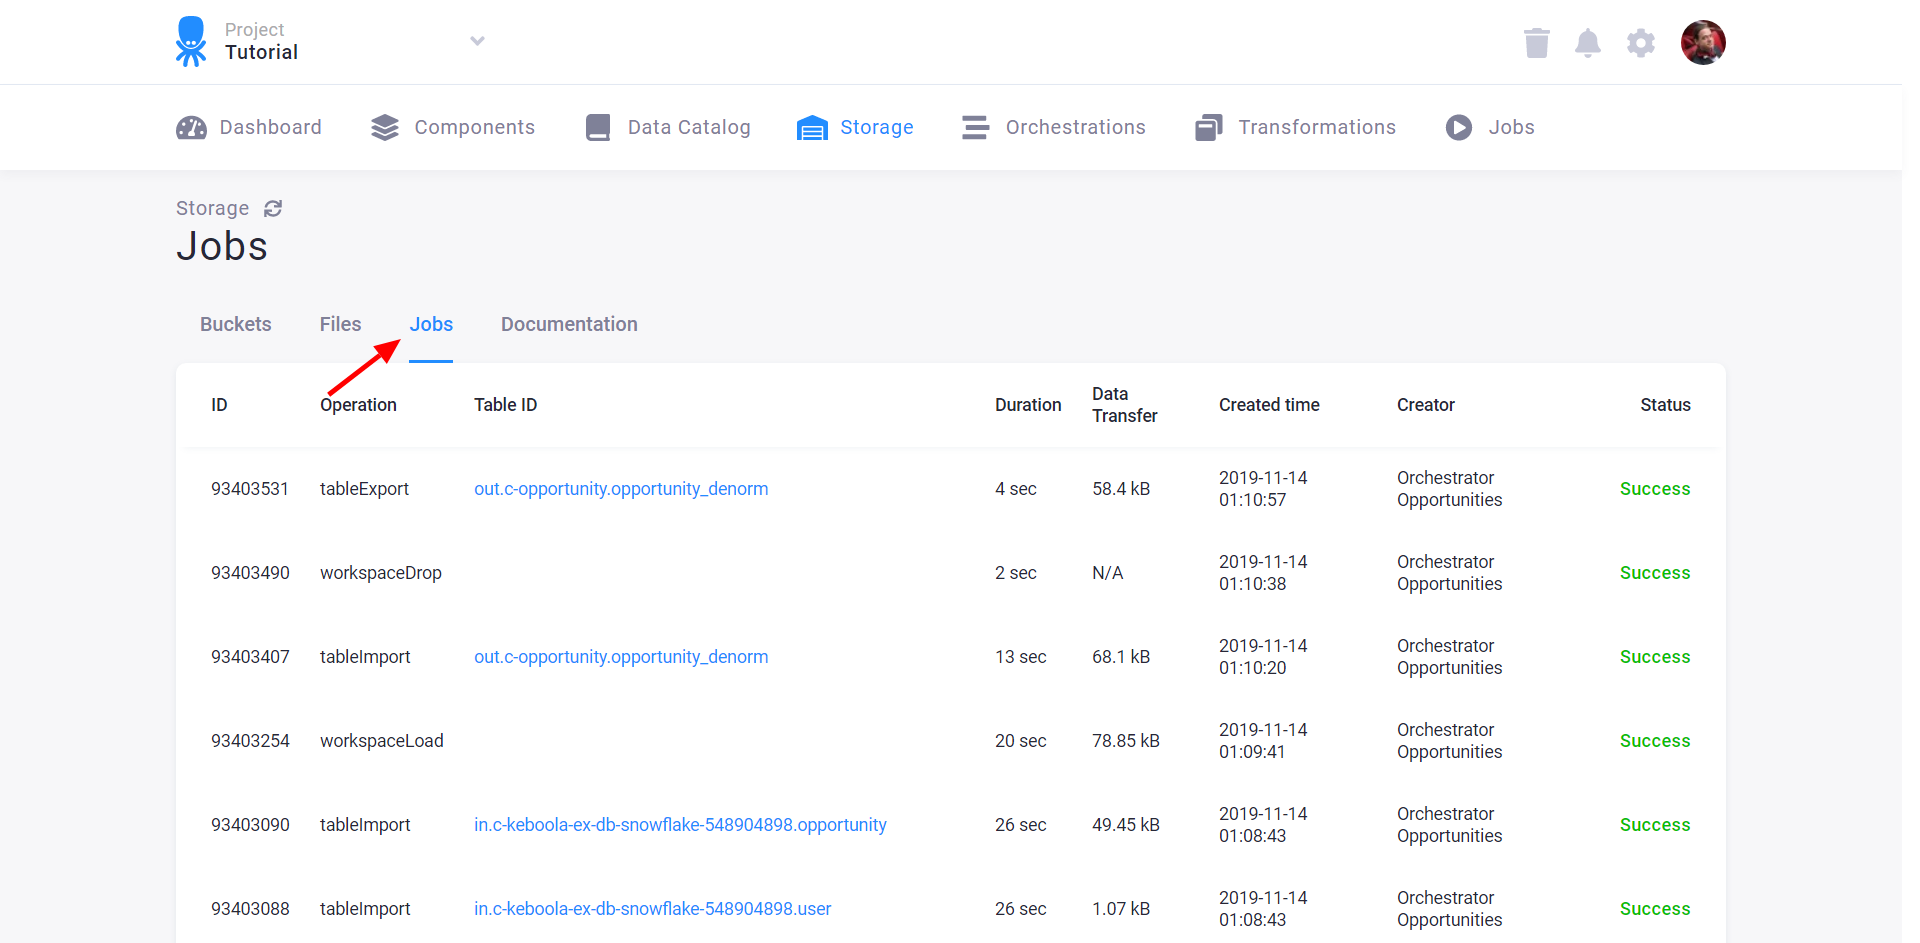 Project
Tutorial
Dashboard Components Data Catalog Storage Orchestrations Transformations Jobs
Storage
Jobs
Buckets Files Jobs Documentation
ID Operation Table ID Duration Data Transfer Created time Creator Status
93403531 tableExport out.c-opportunity.opportunity_denorm 4 sec 58.4 kB 2019-11-14 01:10:57 Orchestrator Opportunities Success
93403490 workspaceDrop 2 sec N/A 2019-11-14 01:10:38 Orchestrator Opportunities Success
93403407 tableImport out.c-opportunity.opportunity_denorm 13 sec 68.1 kB 2019-11-14 01:10:20 Orchestrator Opportunities Success
93403254 workspaceLoad 20 sec 78.85 kB 2019-11-14 01:09:41 Orchestrator Opportunities Success
93403090 tableImport in.c-keboola-ex-db-snowflake-548904898.opportunity 26 sec 49.45 kB 2019-11-14 01:08:43 Orchestrator Opportunities Success
93403088 tableImport in.c-keboola-ex-db-snowflake-548904898.user 26 sec 1.07 kB 2019-11-14 01:08:43 Orchestrator Opportunities Success